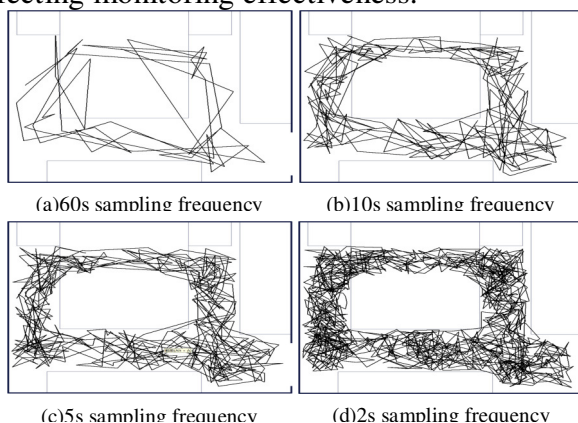 fecting monitoring effectiveness.
(a)60s sampling frequency
(b)10s sampling frequency
(c)5s sampling frequency
(d)2s sampling frequency